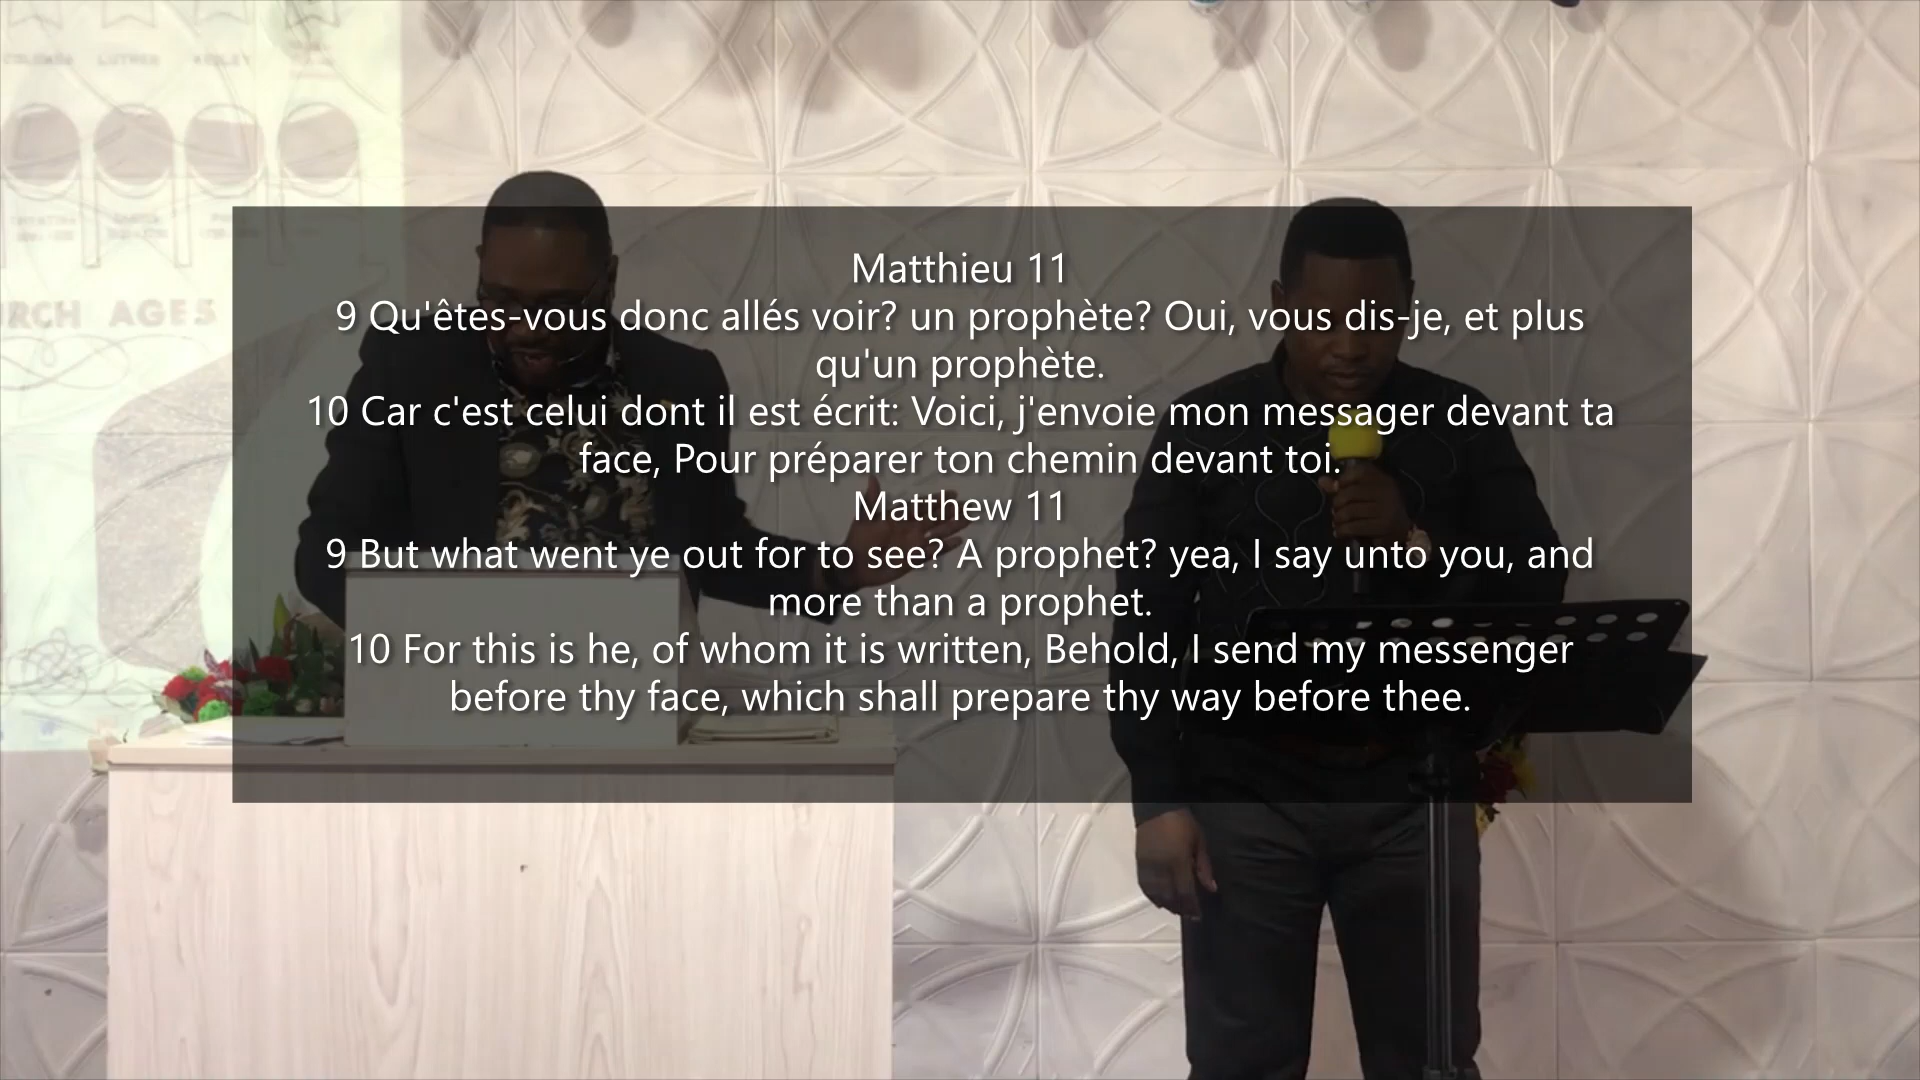 COLUMBA LUTHER WESLEY
CHURCH AGES
Matthieu 11
9 Qu'êtes-vous donc allés voir? un prophète? Oui, vous dis-je, et plus
qu'un prophète.
10 Car c'est celui dont il est écrit: Voici, j'envoie mon messager devant ta
face, Pour préparer ton chemin devant toi.
Matthew 11
9 But what went ye out for to see? A prophet? yea, I say unto you, and
more than a prophet.
10 For this is he, of whom it is written, Behold, I send my messenger
before thy face, which shall prepare thy way before thee.